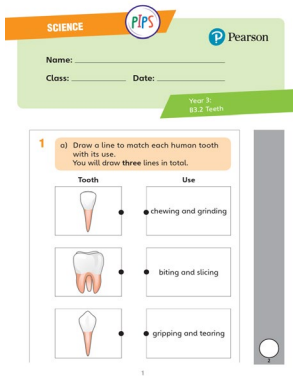 SCIENCE
PIPS
Pearson
Name:
Class: Date:
Year 3:
B3.2 Teeth
1
a) Draw a line to match each human tooth
with its use.
You will draw three lines in total.
Tooth Use
chewing and grinding
biting and slicing
gripping and tearing
1